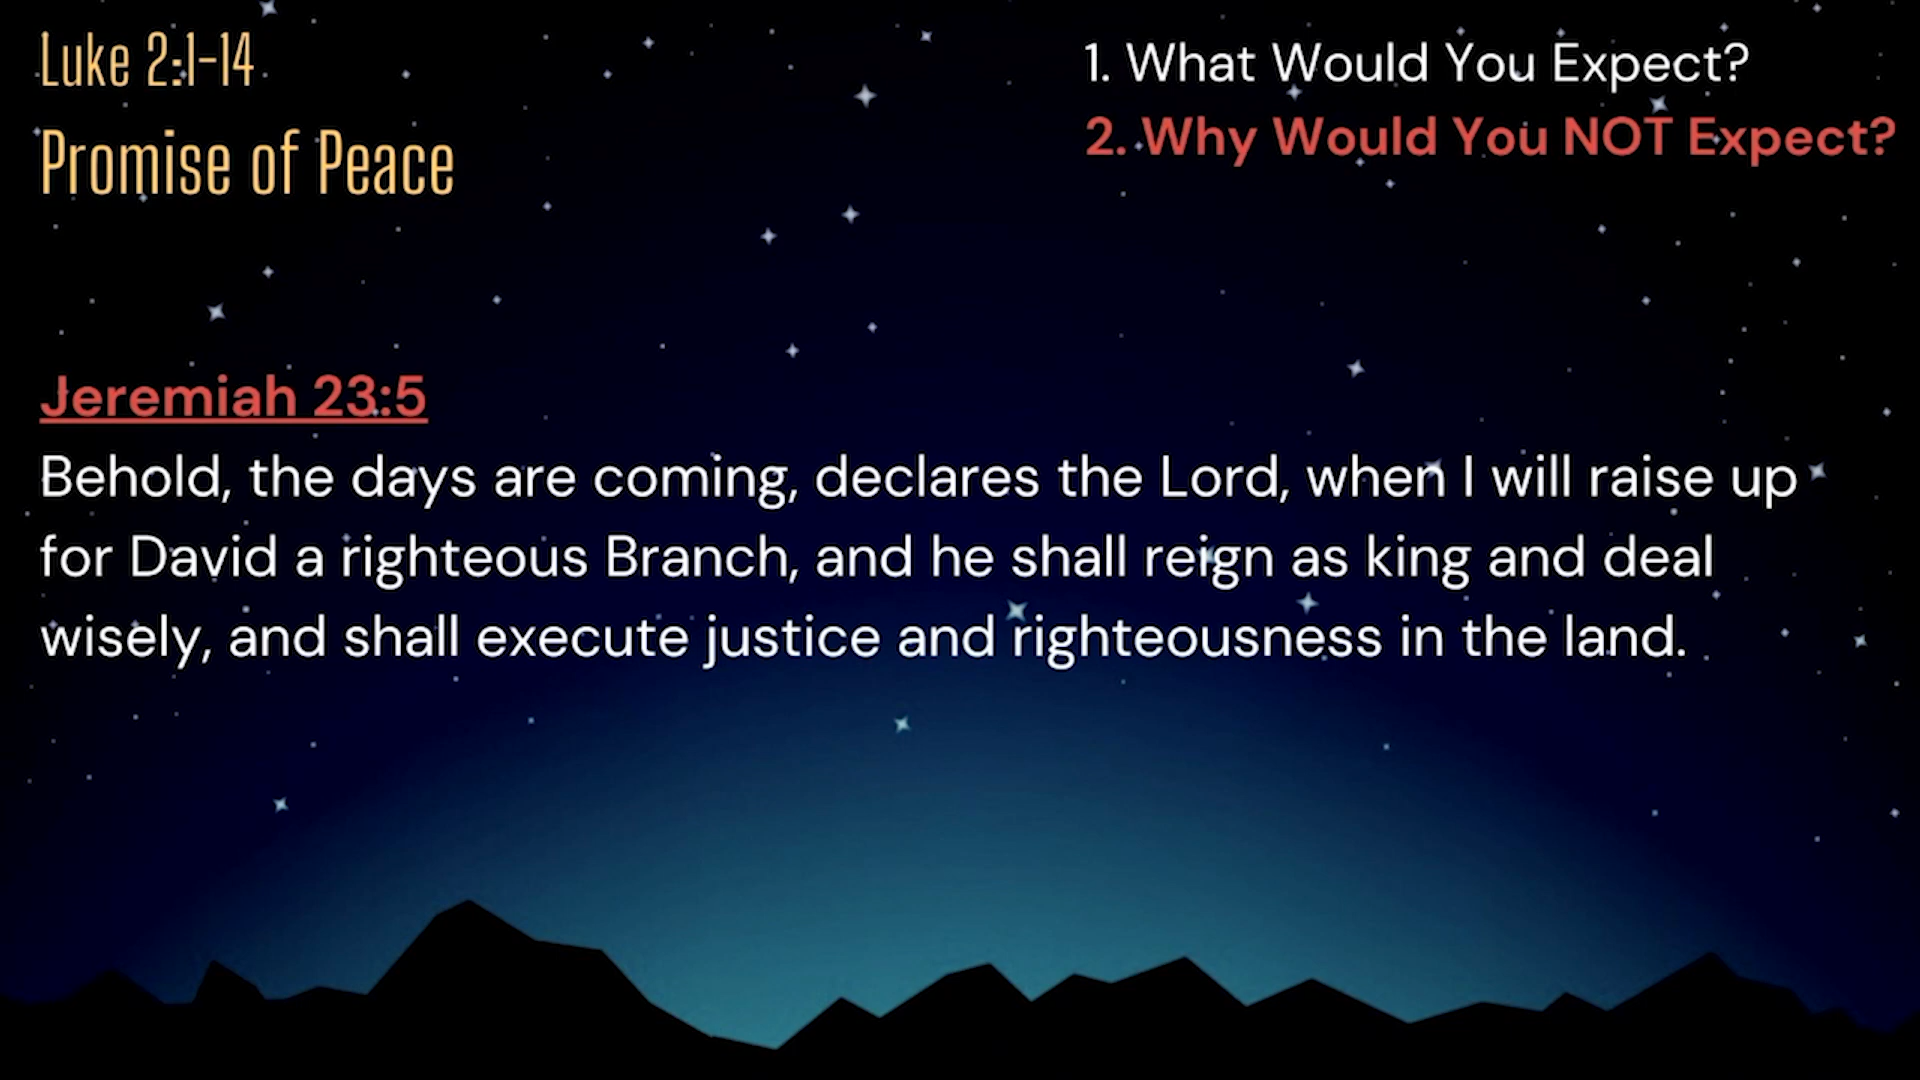 Luke 2:1-14
Promise of Peace
1. What Would You Expect?
2. Why Would You NOT Expect?
Jeremiah 23:5
Behold, the days are coming, declares the Lord, when I will raise up
for David a righteous Branch, and he shall reign as king and deal
wisely, and shall execute justice and righteousness in the land.